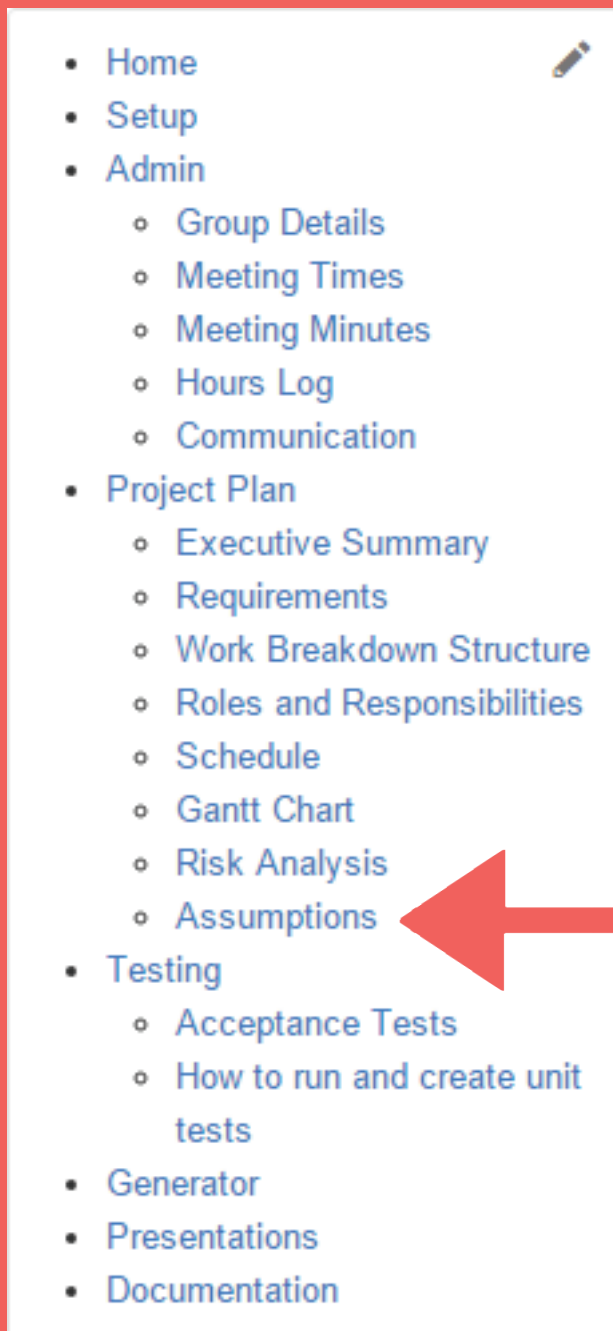 Home
Setup
Admin
Group Details
Meeting Times
Meeting Minutes
Hours Log
Communication
Project Plan
Executive Summary
Requirements
Work Breakdown Structure
Roles and Responsibilities
Schedule
Gantt Chart
Risk Analysis
Assumptions
Testing
Acceptance Tests
How to run and create unit
tests
Generator
Presentations
Documentation